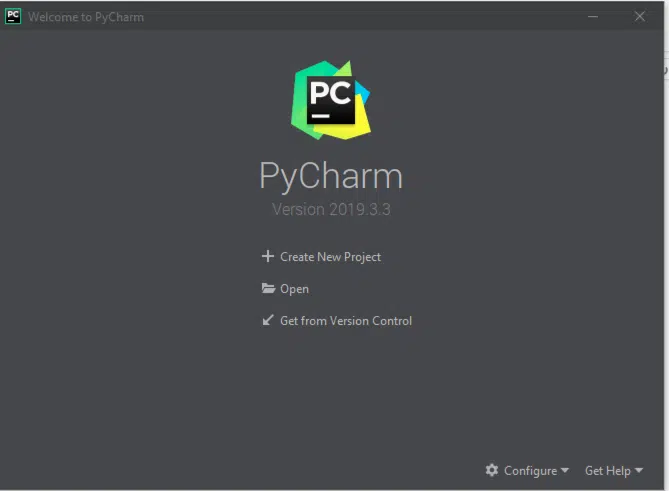 PC
Welcome to PyCharm
PC
PyCharm
Version 2019.3.3
Create New Project
Open
Get from Version Control
Configure
Get Help